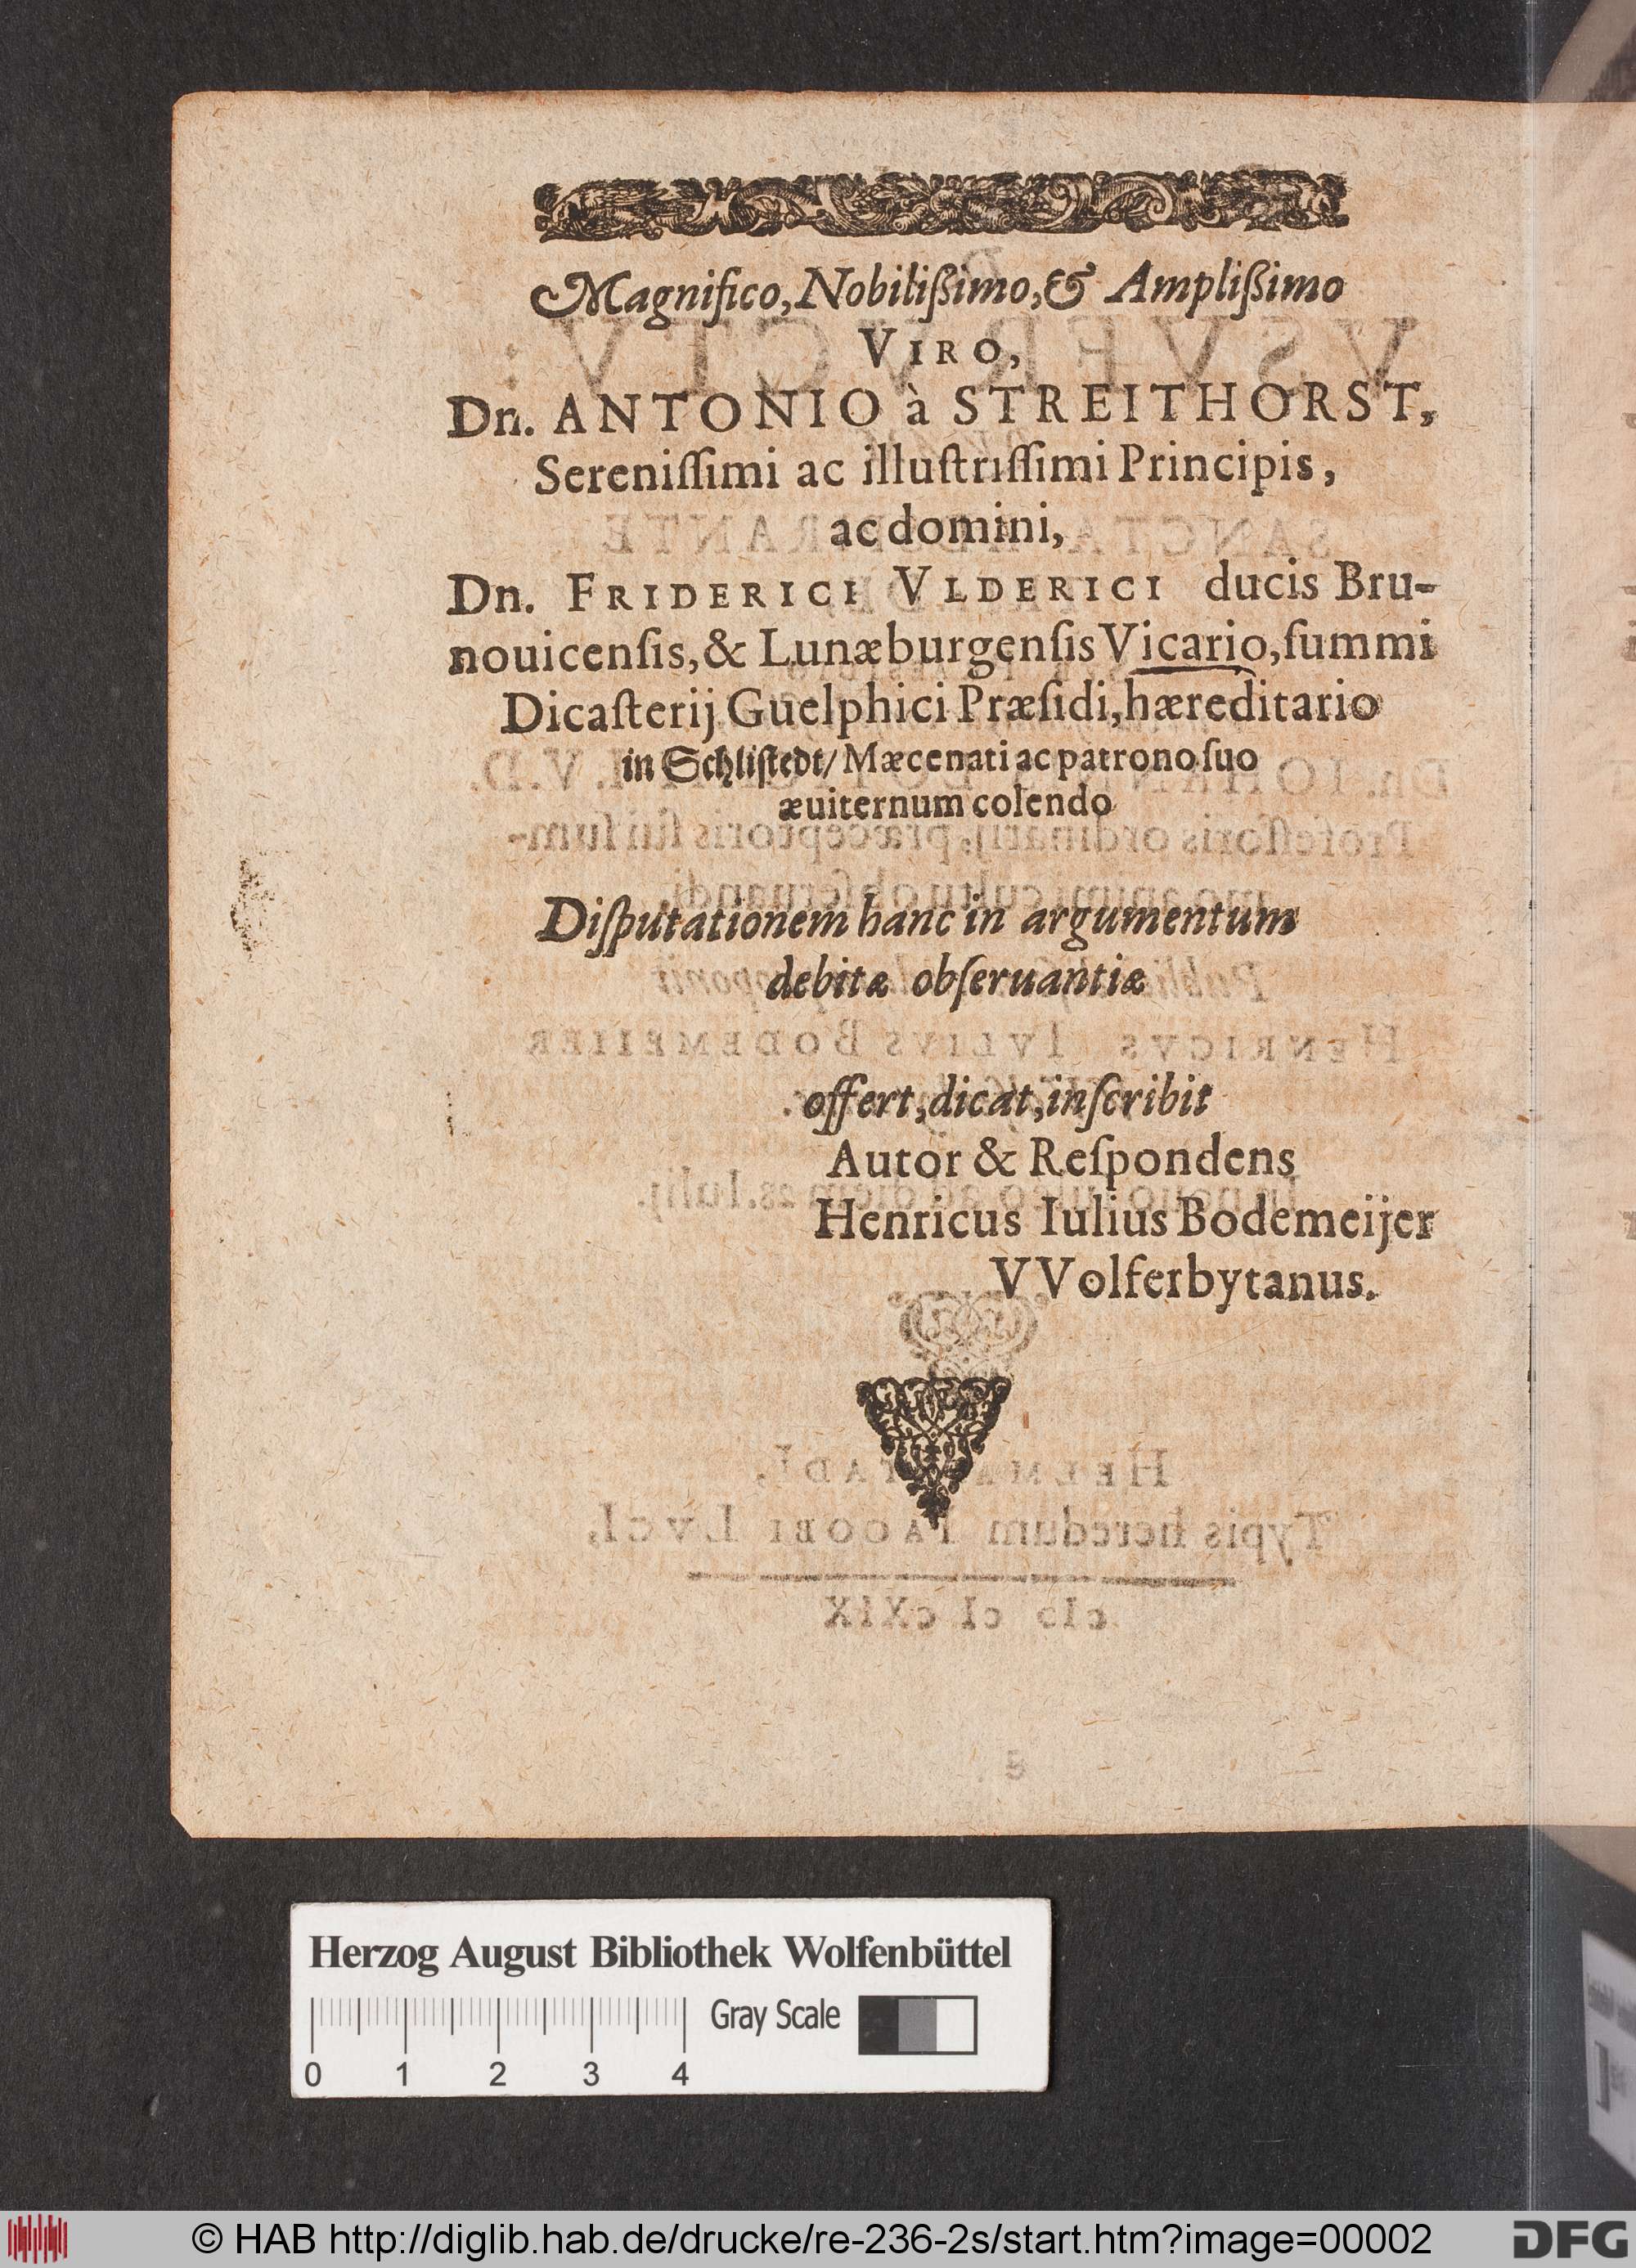 Magnifico, Nobilißimo, & Amplißimo
VIRO,
Dn. ANTONIO à STREITHORST,
Sereniſſimi ac illuſtriſſimi Principis,
ac domini,
Dn. FRIDERICI VLDERICI ducis Bru-
nouicenſis, & Lunæburgenſis Vicario, ſummi
Dicaſterij Guelphici Præſidi, hæreditario
in Schliſtedt/ Mæcenati ac patrono ſuo
æuiternum colendo
Diſputationem hanc in argumentum
debitæ obſeruantiæ
offert, dicat, inſcribit
Autor & Reſpondens
Henricus Iulius Bodemeijer
VVolferbytanus.
Herzog August Bibliothek Wolfenbüttel
Gray Scale
0 1 2 3 4
© HAB http://diglib.hab.de/drucke/re-236-2s/start.htm?image=00002
DFG